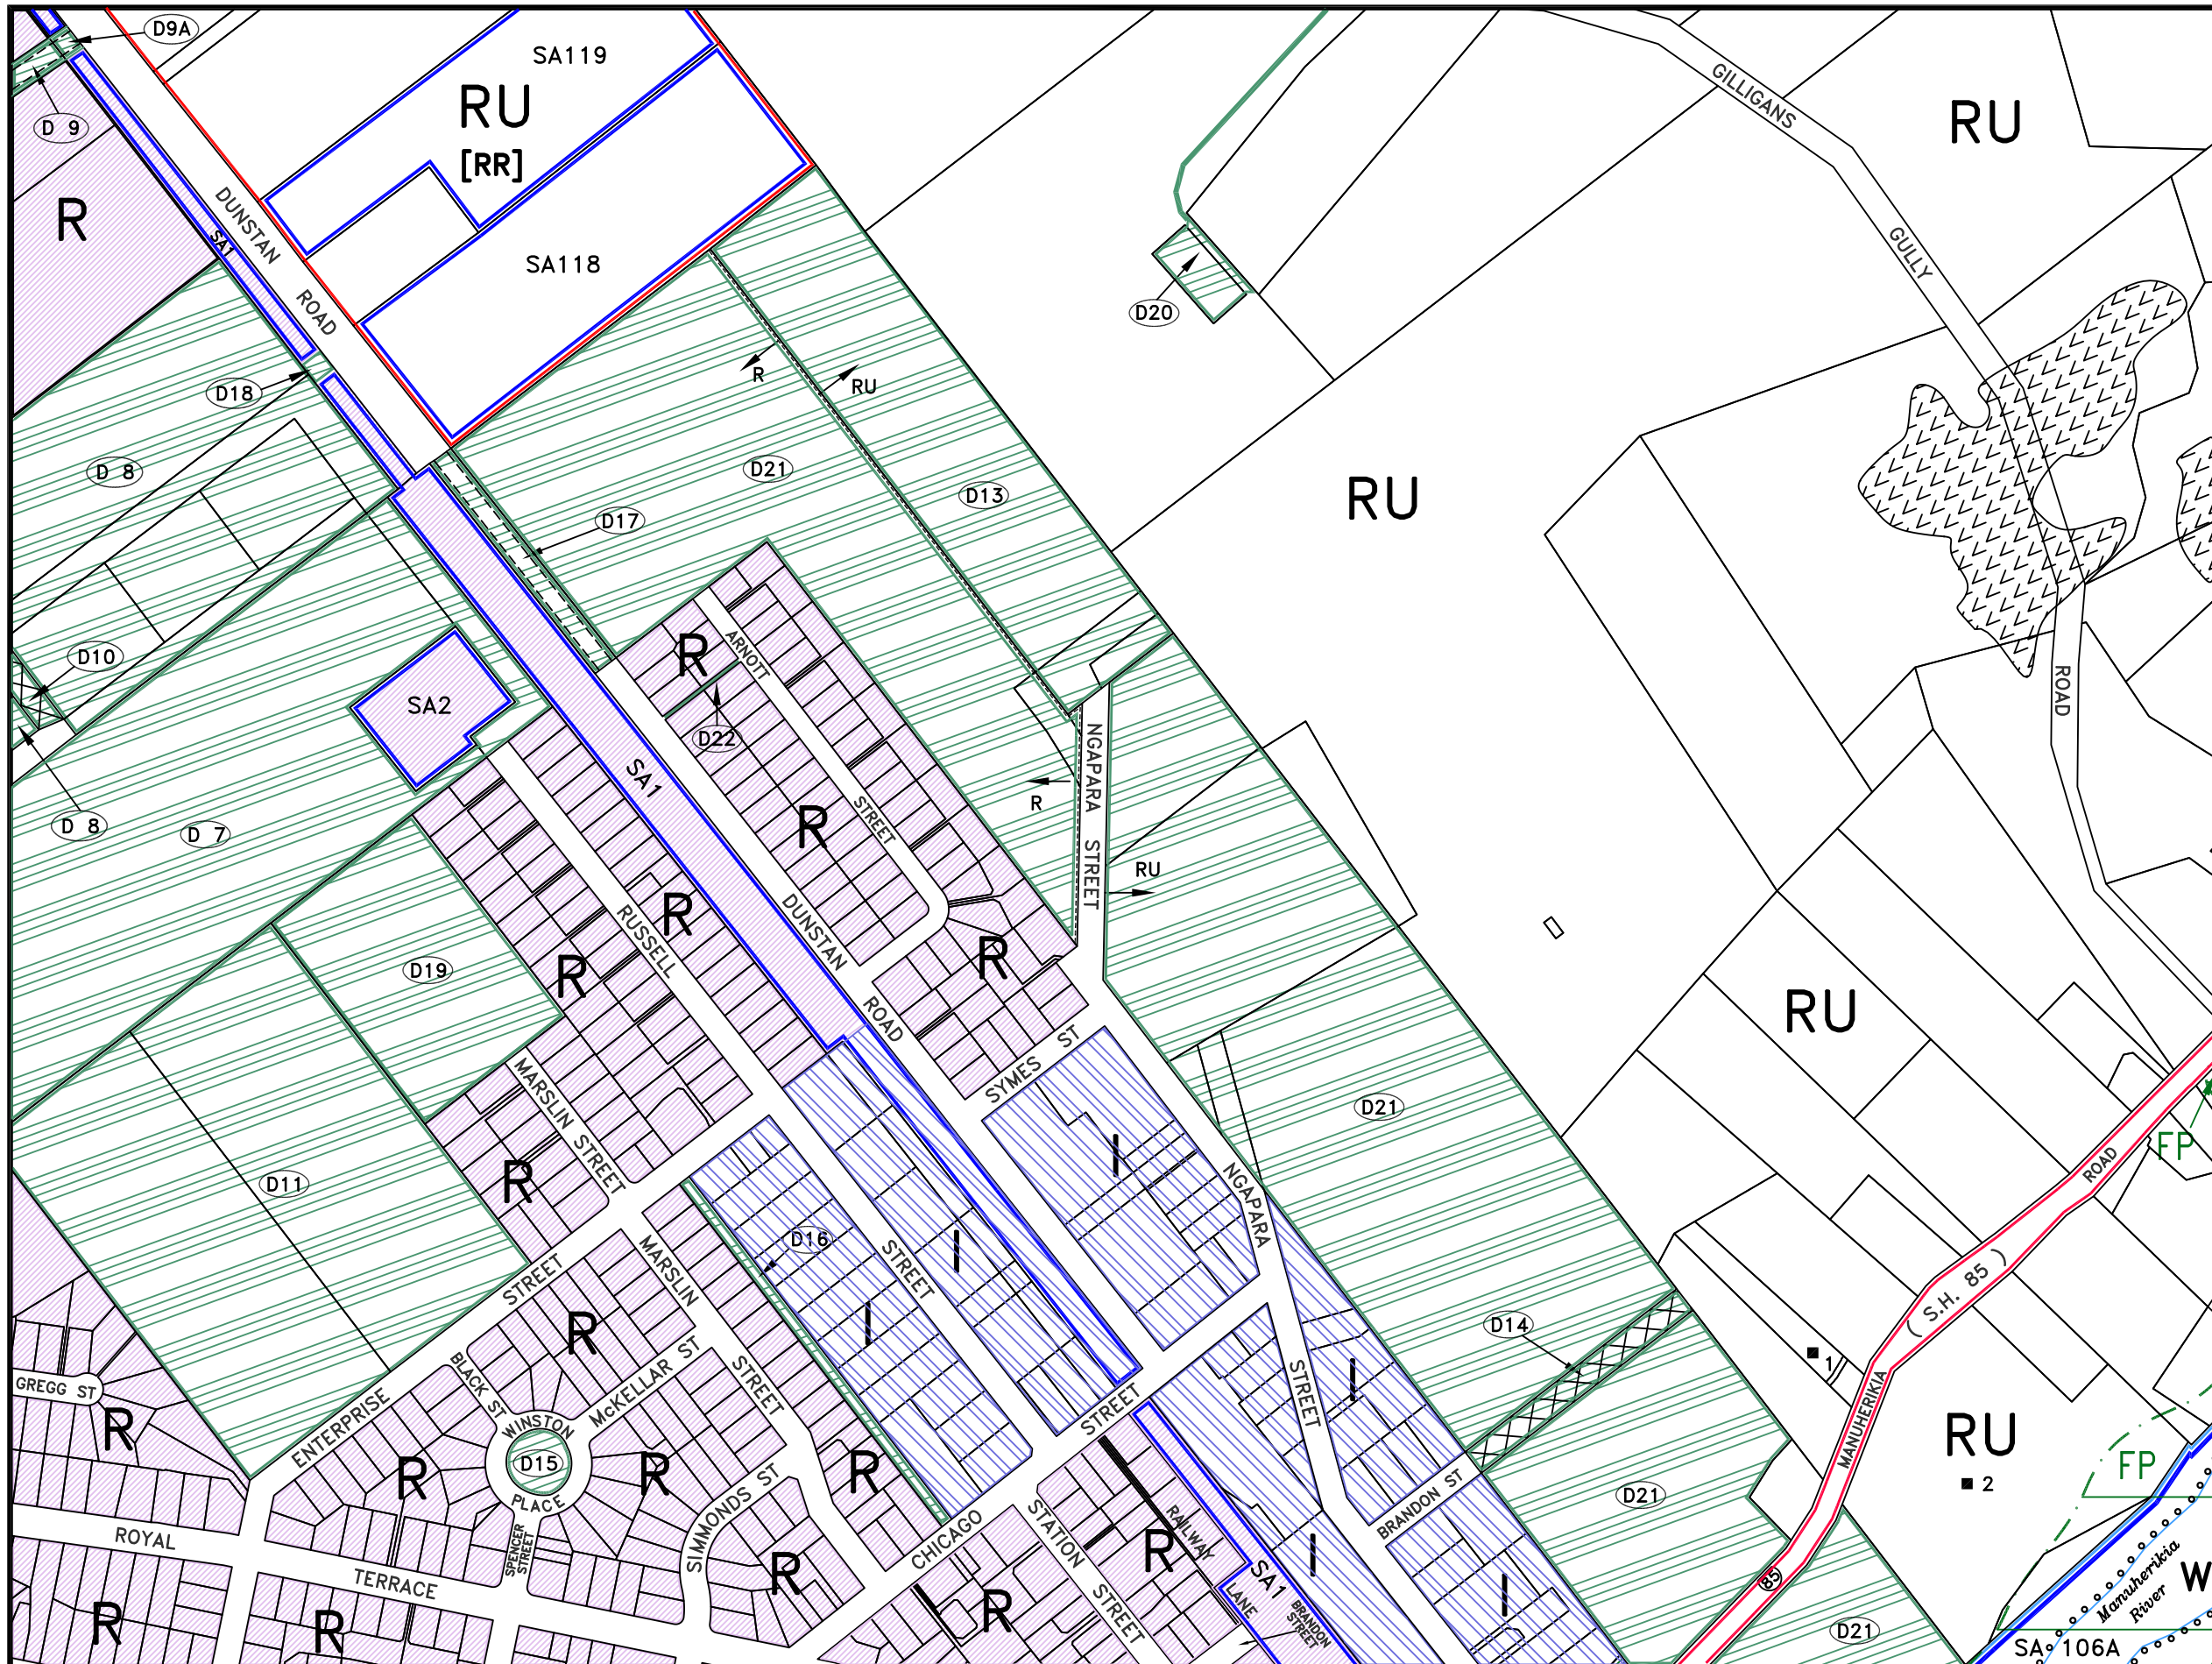 D9A
SA119
RU
[RR]
D 9
R
DUNSTAN
SA1
ROAD
SA118
D18
D 8
D17
D21
D13
R
RU
D20
GILLIGANS
GULLY
ROAD
RU
RU
D10
D 8
D 7
SA2
SA1
R
ARNOTT
STREET
D22
R
NGAPARA
STREET
R
RU
DUNSTAN
ROAD
R
RUSSELL
R
R
D19
D11
MARSLIN STREET
R
SYMES ST
I
NGAPARA
STREET
D21
RU
D16
STREET
I
I
I
D14
MARSLIN
STREET
STREET
ENTERPRISE
R
BLACK ST
McKELLAR ST
WINSTON
D15
PLACE
SPENCER
STREET
R
R
R
SIMMONDS ST
R
GREGG ST
R
ROYAL
TERRACE
R
R
CHICAGO
STREET
STATION
STREET
R
R
RAILWAY
LANE
SA1
BRANDON
STREET
I
I
BRANDON ST
D21
MANUHERIKIA
( S.H. 85 )
ROAD
FP
1
RU
2
FP
85
D21
Manuherikia
River
W
SA 106A